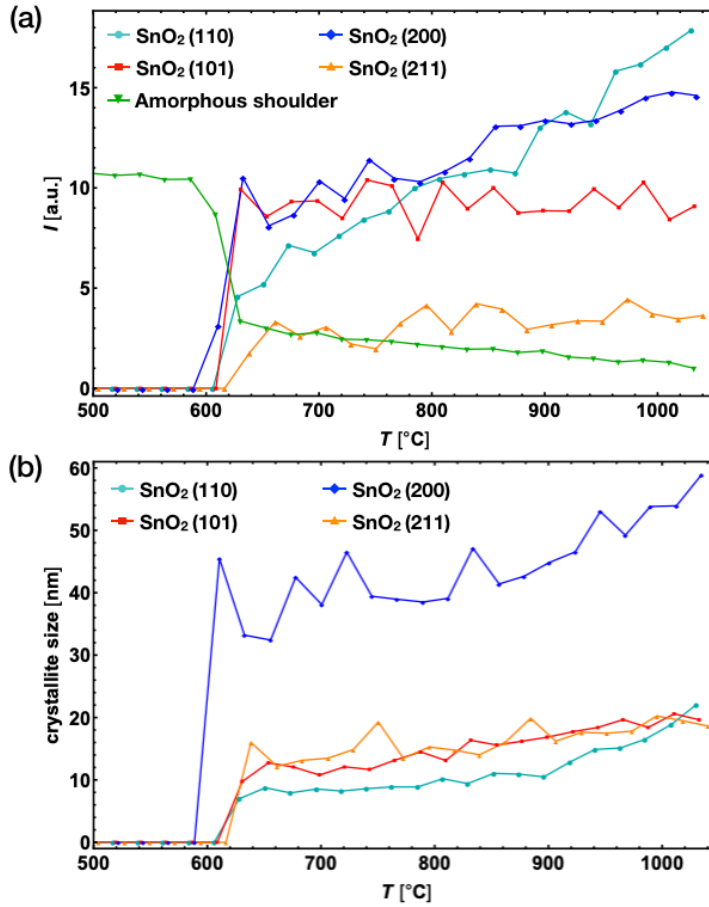 (a)
SnO2 (110) SnO2 (200)
SnO2 (101) SnO2 (211)
Amorphous shoulder
I [a.u.]
15
10
5
0
500 600 700 800 900 1000
T [°C]
(b)
60
SnO2 (110) SnO2 (200)
SnO2 (101) SnO2 (211)
crystallite size [nm]
50
40
30
20
10
0
500 600 700 800 900 1000
T [°C]